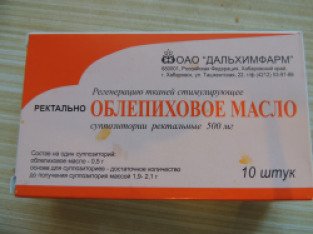 ОАО "ДАЛЬХИМФАРМ"
680001, Российская Федерация, Хабаровский край,
г. Хабаровск, ул. Ташкентская, 22
Регенерацию тканей стимулирующее
РЕКТАЛЬНО
ОБЛЕПИХОВОЕ МАСЛО
суппозитории ректальные 500 мг
Состав на один суппозиторий:
облепиховое масло - 0,5 г
основа для суппозиториев - достаточное количество
до получения суппозитория массой 1,9- 2,1 г
10 штук